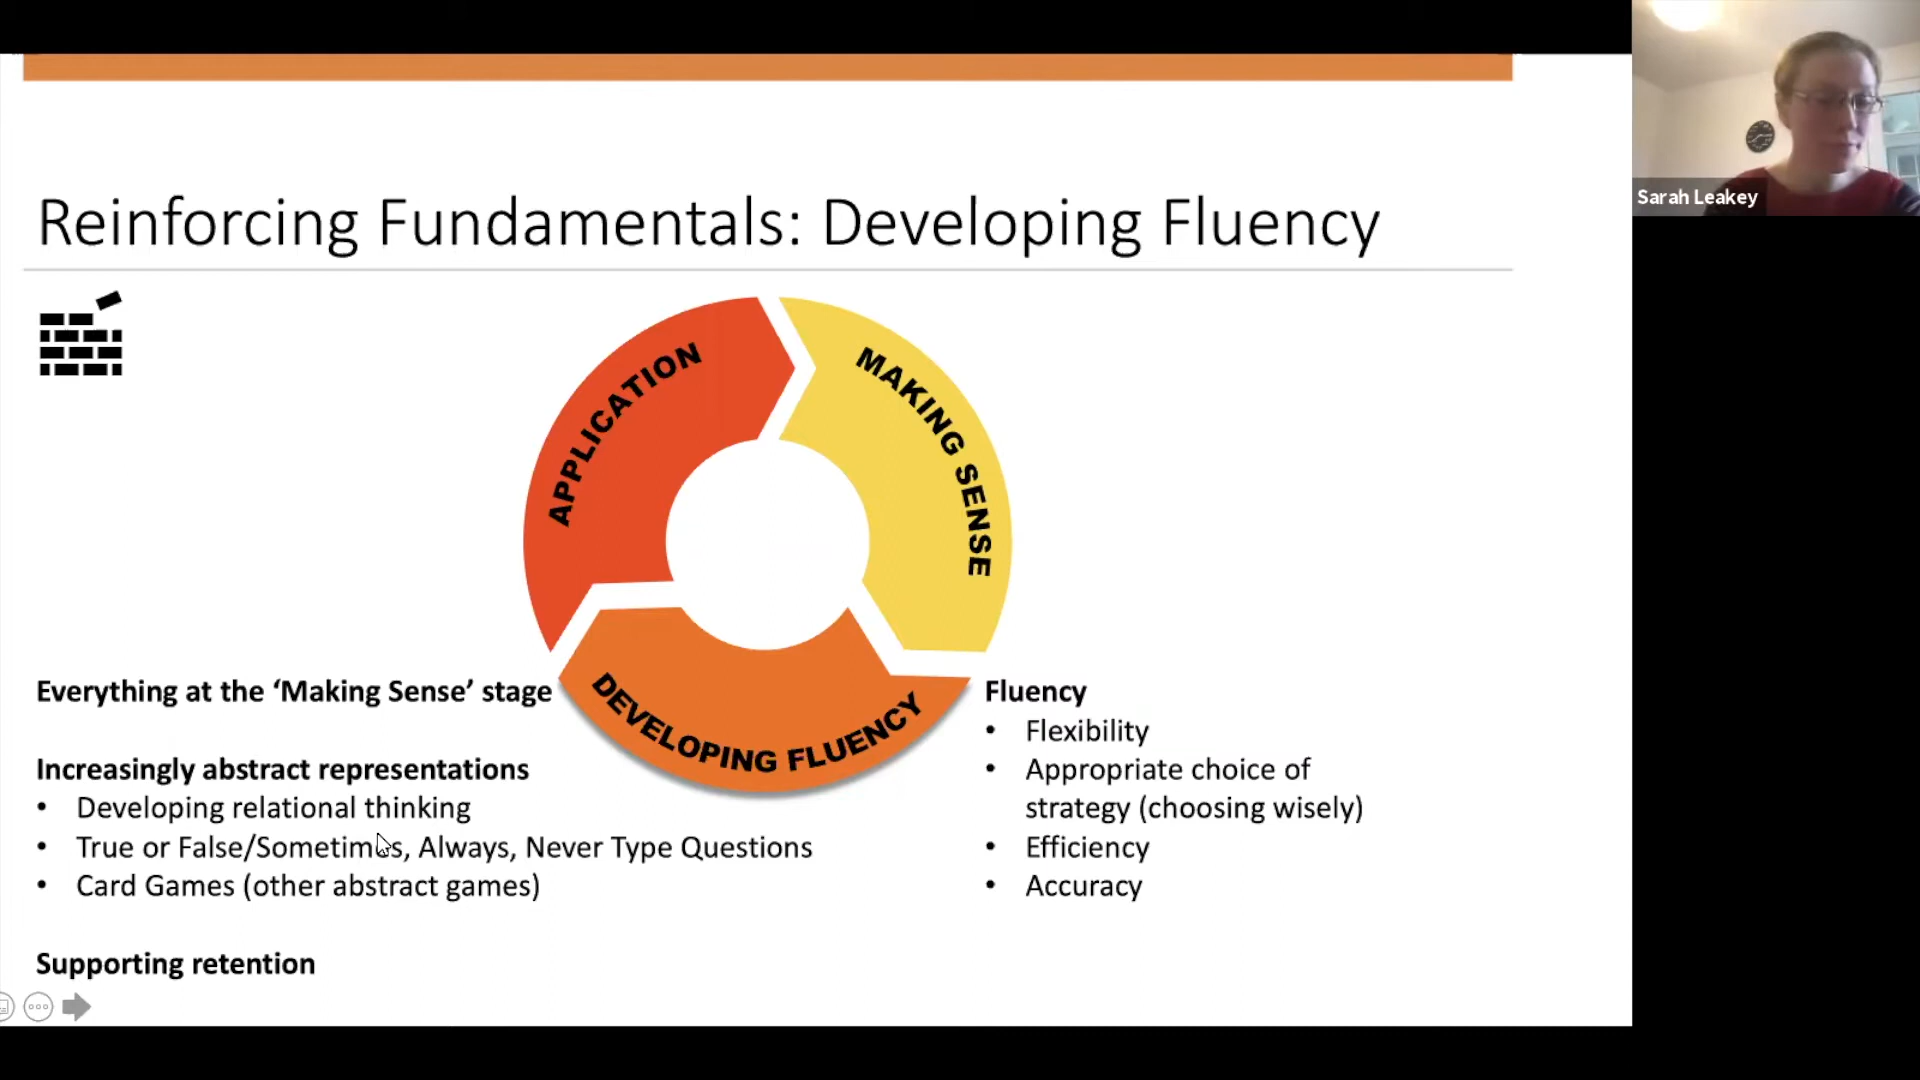 Sarah Leakey
Reinforcing Fundamentals: Developing Fluency
APPLICATION
MAKING SENSE
DEVELOPING FLUENCY
Everything at the ‘Making Sense’ stage
Increasingly abstract representations
• Developing relational thinking
• True or False/Sometimes, Always, Never Type Questions
• Card Games (other abstract games)
Supporting retention
Fluency
• Flexibility
• Appropriate choice of
strategy (choosing wisely)
• Efficiency
• Accuracy